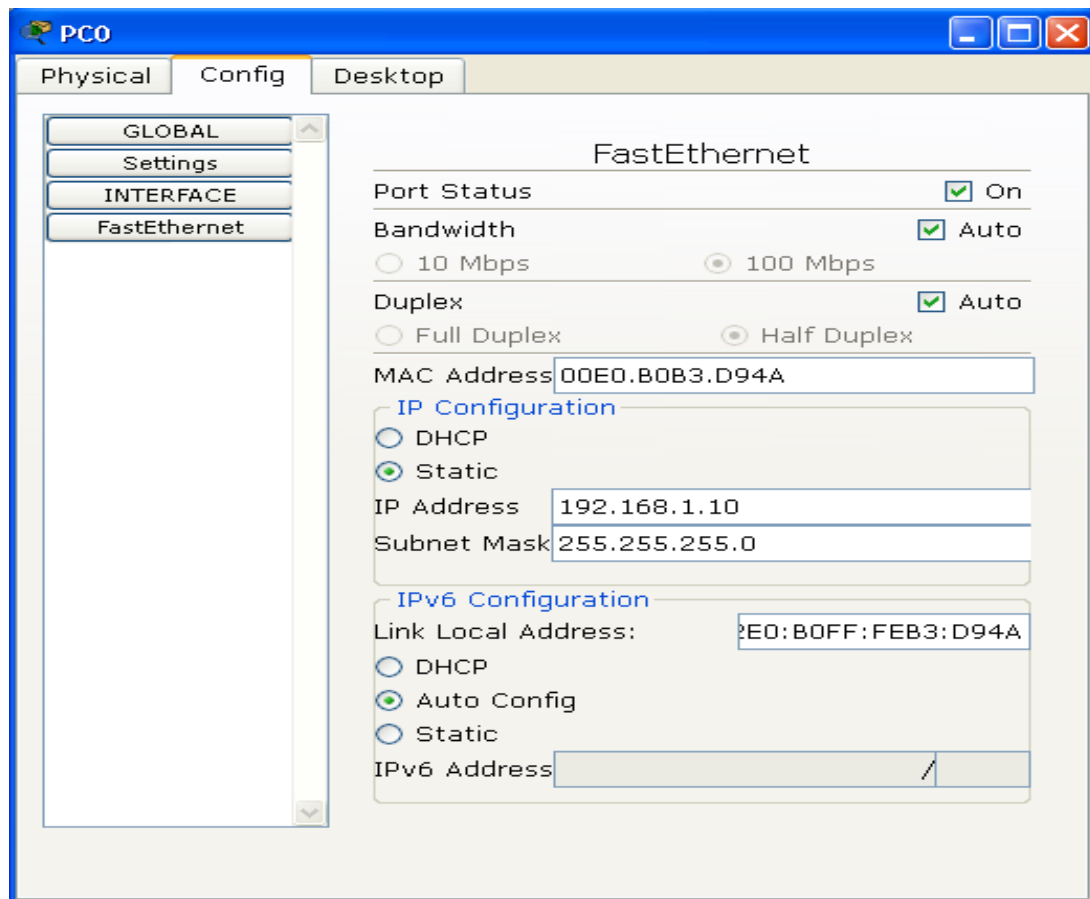 PC0
Physical Config Desktop
GLOBAL
Settings
INTERFACE
FastEthernet
FastEthernet
Port Status On
Bandwidth Auto
10 Mbps 100 Mbps
Duplex Auto
Full Duplex Half Duplex
MAC Address 00E0.B0B3.D94A
IP Configuration
DHCP
Static
IP Address 192.168.1.10
Subnet Mask 255.255.255.0
IPv6 Configuration
Link Local Address: 2E0:B0FF:FEB3:D94A
DHCP
Auto Config
Static
IPv6 Address /